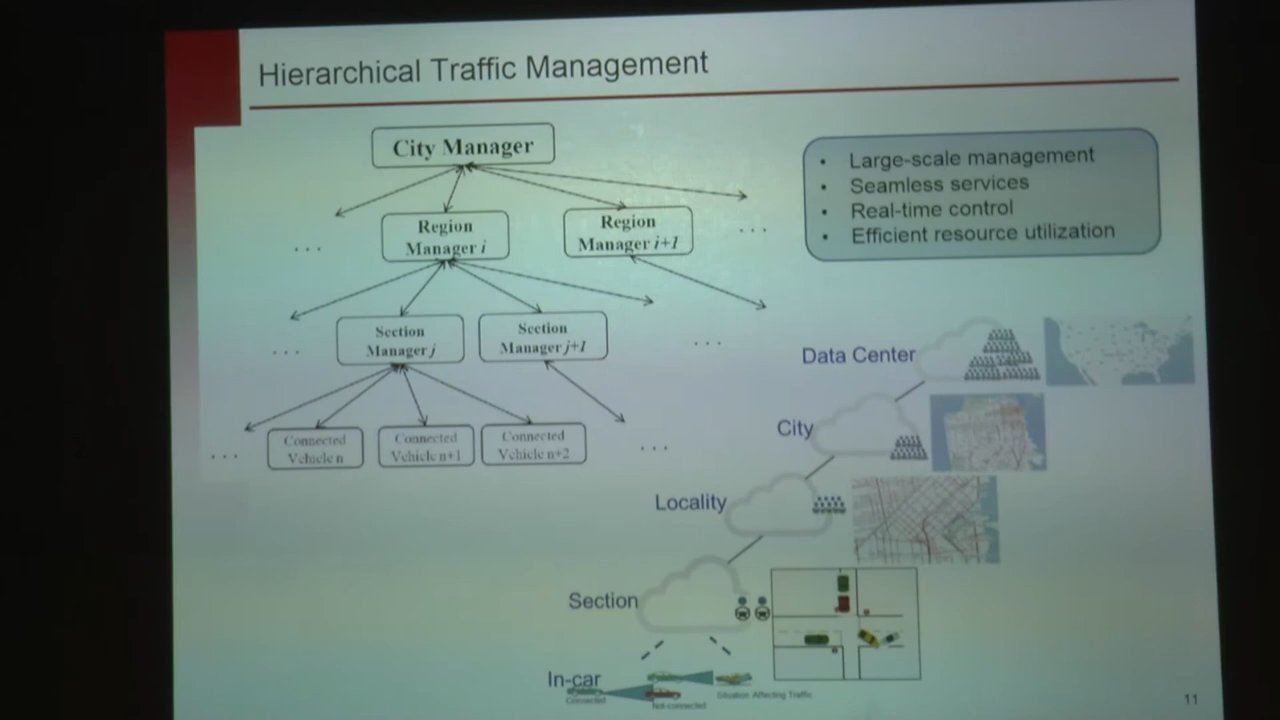 Hierarchical Traffic Management
City Manager
Region
Manager i
Region
Manager i+1
. . .
. . .
Section
Manager j
Section
Manager j+1
. . .
. . .
Connected
Vehicle n
Connected
Vehicle n+1
Connected
Vehicle n+2
. . .
. . .
• Large-scale management
• Seamless services
• Real-time control
• Efficient resource utilization
Data Center
City
Locality
Section
In-car
Connected
Not connected
Situation Affecting Traffic
11